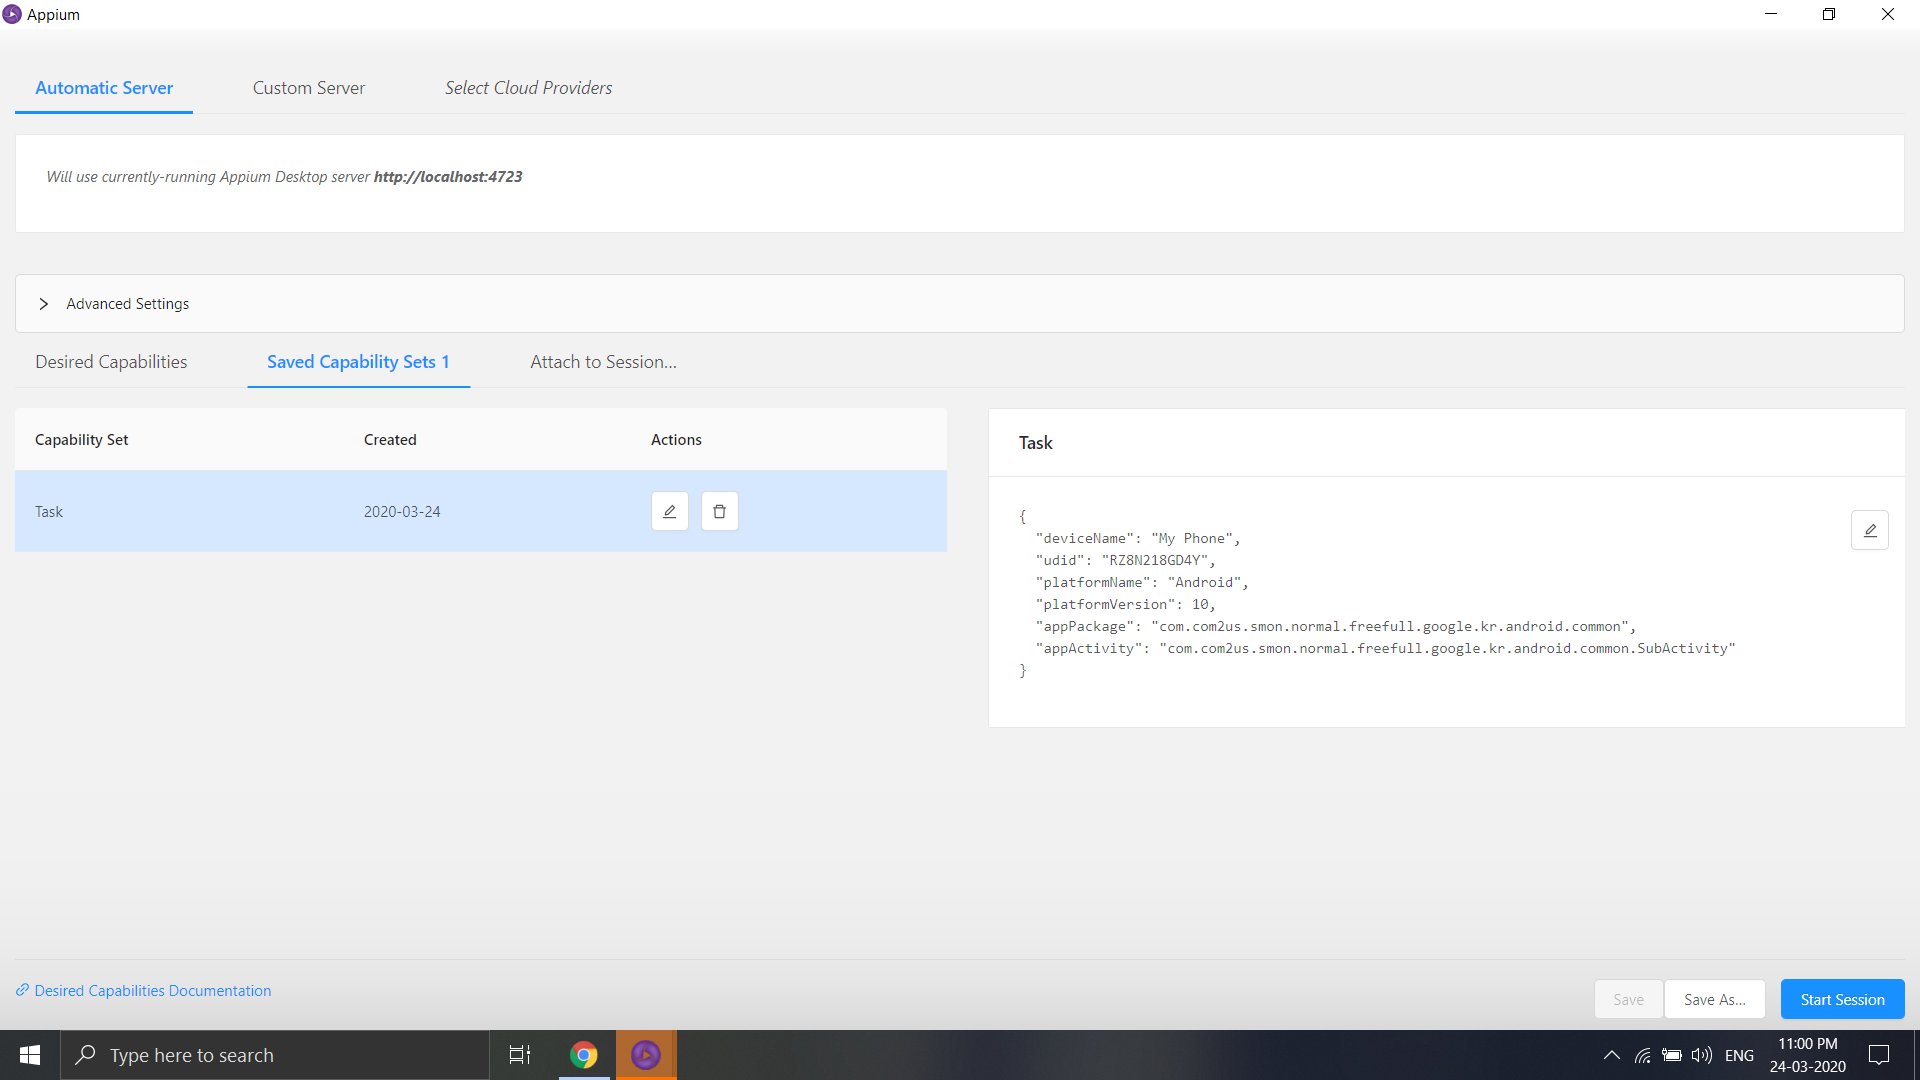 Appium
Automatic Server
Custom Server
Select Cloud Providers
Will use currently-running Appium Desktop server http://localhost:4723
Advanced Settings
Desired Capabilities
Saved Capability Sets 1
Attach to Session...
Capability Set
Created
Actions
Task
2020-03-24
Task
{
"deviceName": "My Phone",
"udid": "RZ8N218GD4Y",
"platformName": "Android",
"platformVersion": 10,
"appPackage": "com.com2us.smon.normal.freefull.google.kr.android.common",
"appActivity": "com.com2us.smon.normal.freefull.google.kr.android.common.SubActivity"
}
Desired Capabilities Documentation
Save
Save As...
Start Session
Type here to search
ENG
11:00 PM
24-03-2020